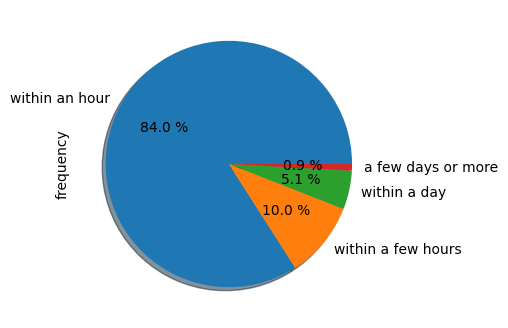 within an hour
84.0 %
frequency
0.9 %
a few days or more
5.1 %
within a day
10.0 %
within a few hours